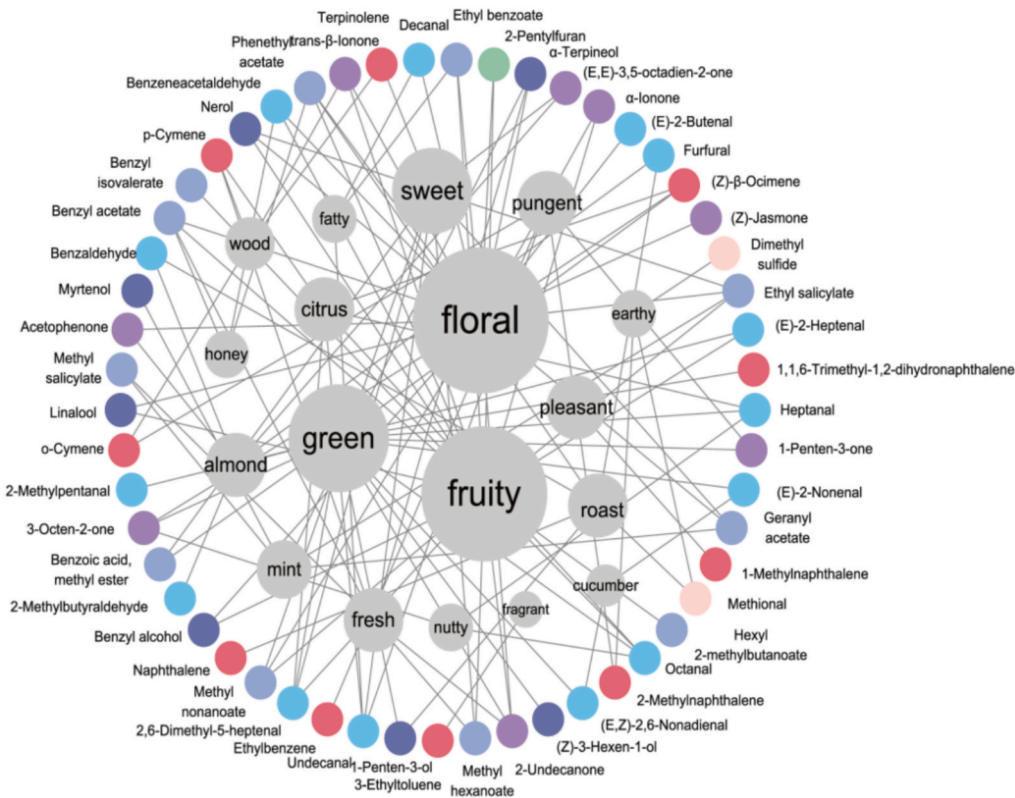 Terpinolene
Decanal
Ethyl benzoate
2-Pentylfuran
α-Terpineol
(E,E)-3,5-octadien-2-one
α-Ionone
(E)-2-Butenal
Furfural
(Z)-β-Ocimene
(Z)-Jasmone
Dimethyl
sulfide
Ethyl salicylate
(E)-2-Heptenal
1,1,6-Trimethyl-1,2-dihydronaphthalene
Heptanal
1-Penten-3-one
(E)-2-Nonenal
Geranyl
acetate
1-Methylnaphthalene
Methional
Hexyl
2-methylbutanoate
Octanal
2-Methylnaphthalene
(E,Z)-2,6-Nonadienal
(Z)-3-Hexen-1-ol
2-Undecanone
Methyl
hexanoate
3-Ethyltoluene
1-Penten-3-ol
Undecanal
Ethylbenzene
2,6-Dimethyl-5-heptenal
Methyl
nonanoate
Naphthalene
Benzyl alcohol
2-Methylbutyraldehyde
Benzoic acid,
methyl ester
3-Octen-2-one
2-Methylpentanal
o-Cymene
Linalool
Methyl
salicylate
Acetophenone
Myrtenol
Benzaldehyde
Benzyl acetate
Benzyl
isovalerate
p-Cymene
Nerol
Benzeneacetaldehyde
Phenethyl
acetate
trans-β-Ionone
sweet
pungent
fatty
wood
citrus
floral
earthy
honey
pleasant
green
almond
fruity
roast
mint
cucumber
fresh
nutty
fragrant